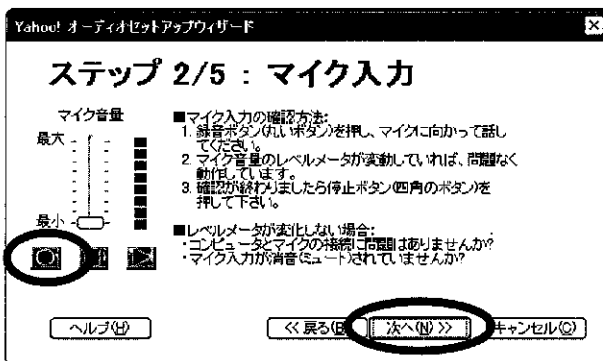 Yahoo! オーディオセットアップウィザード
ステップ 2/5 : マイク入力
マイク音量
最大
最小
■マイク入力の確認方法:
1. 録音ボタン(丸いボタン)を押し、マイクに向かって話し
てください。
2. マイク音量のレベルメータが変動していれば、問題なく
動作しています。
3. 確認が終わりましたら停止ボタン(四角のボタン)を
押して下さい。
■レベルメータが変化しない場合:
・コンピュータとマイクの接続に問題はありませんか?
・マイク入力が消音(ミュート)されていませんか?
ヘルプ(H)
<< 戻る(B)
次へ(N) >>
キャンセル(C)